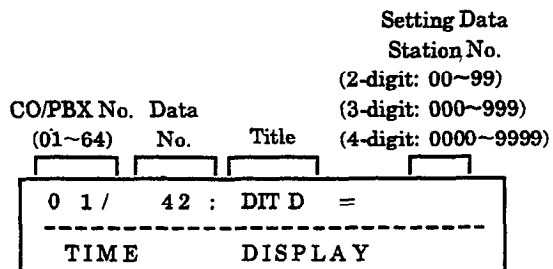 Setting Data
Station No.
(2-digit: 00~99)
CO/PBX No. Data (3-digit: 000~999)
(01~64) No. Title (4-digit: 0000~9999)
0 1 / 42 : DIT D =
TIME DISPLAY